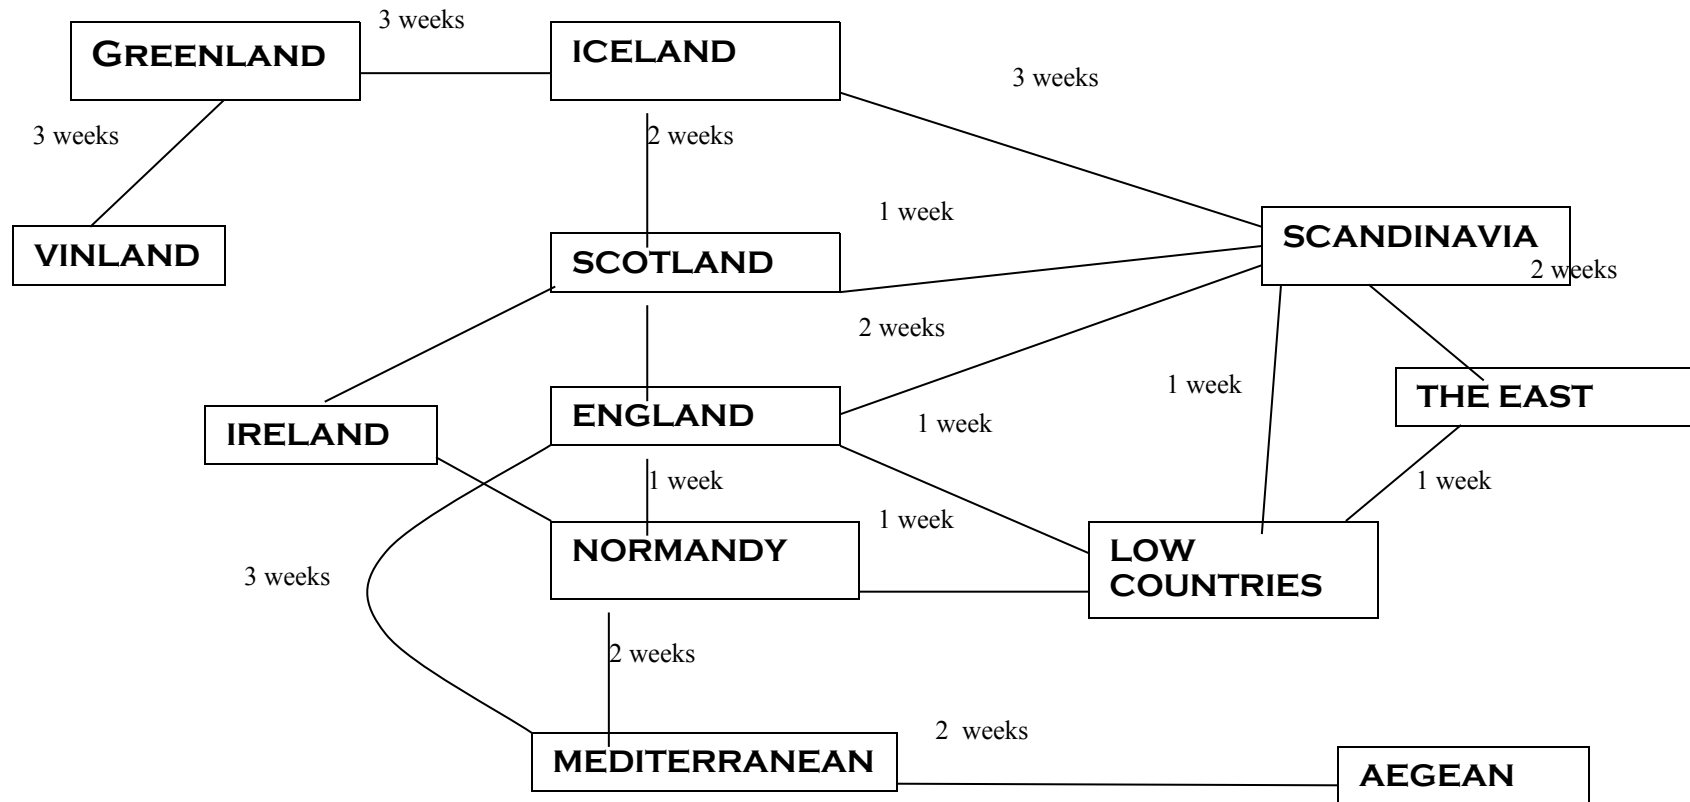 3 weeks
GREENLAND
ICELAND
3 weeks
3 weeks
2 weeks
1 week
VINLAND
SCOTLAND
SCANDINAVIA
2 weeks
2 weeks
1 week
THE EAST
IRELAND
ENGLAND
1 week
1 week
1 week
1 week
NORMANDY
LOW
COUNTRIES
3 weeks
2 weeks
2 weeks
MEDITERRANEAN
AEGEAN